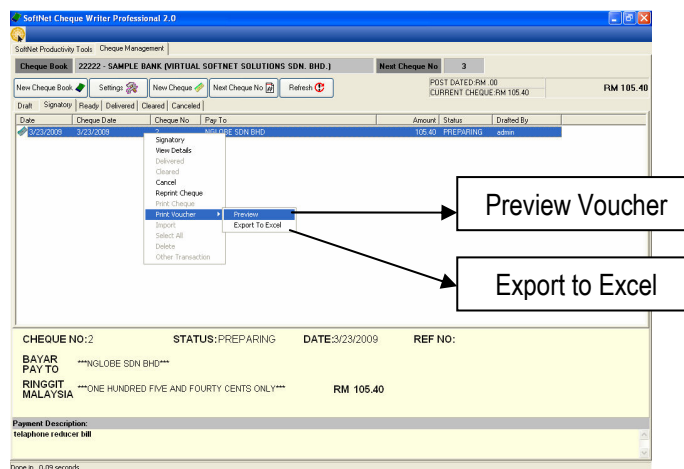 SoftNet Cheque Writer Professional 2.0
SoftNet Productivity Tools Cheque Management
Cheque Book 22222 - SAMPLE BANK (VIRTUAL SOFTNET SOLUTIONS SDN. BHD.) Next Cheque No 3
New Cheque Book Settings New Cheque Next Cheque No Refresh POST DATED:RM .00
CURRENT CHEQUE:RM 105.40 RM 105.40
Draft Signatory Ready Delivered Cleared Canceled
Date Cheque Date Cheque No Pay To Amount Status Drafted By
3/23/2009 3/23/2009 2 NGLOBE SDN BHD 105.40 PREPARING admin
Signatory
View Details
Delivered
Cleared
Cancel
Reprint Cheque
Print Cheque
Print Voucher Preview
Import Export To Excel
Select All
Delete
Other Transaction
Preview Voucher
Export to Excel
CHEQUE NO:2 STATUS:PREPARING DATE:3/23/2009 REF NO:
BAYAR
PAY TO ***NGLOBE SDN BHD***
RINGGIT
MALAYSIA ***ONE HUNDRED FIVE AND FOURTY CENTS ONLY*** RM 105.40
Payment Description:
telaphone reducer bill
Done in 0.09 seconds